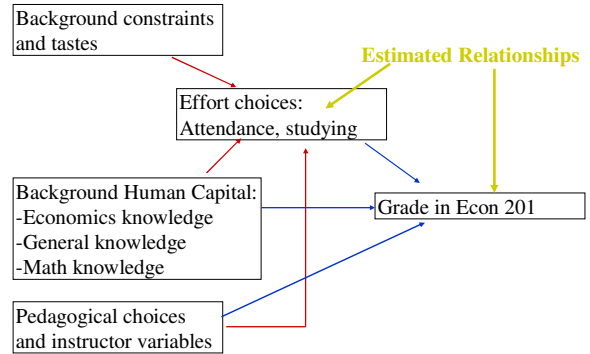 Background constraints
and tastes
Estimated Relationships
Effort choices:
Attendance, studying
Background Human Capital:
-Economics knowledge
-General knowledge
-Math knowledge
Grade in Econ 201
Pedagogical choices
and instructor variables